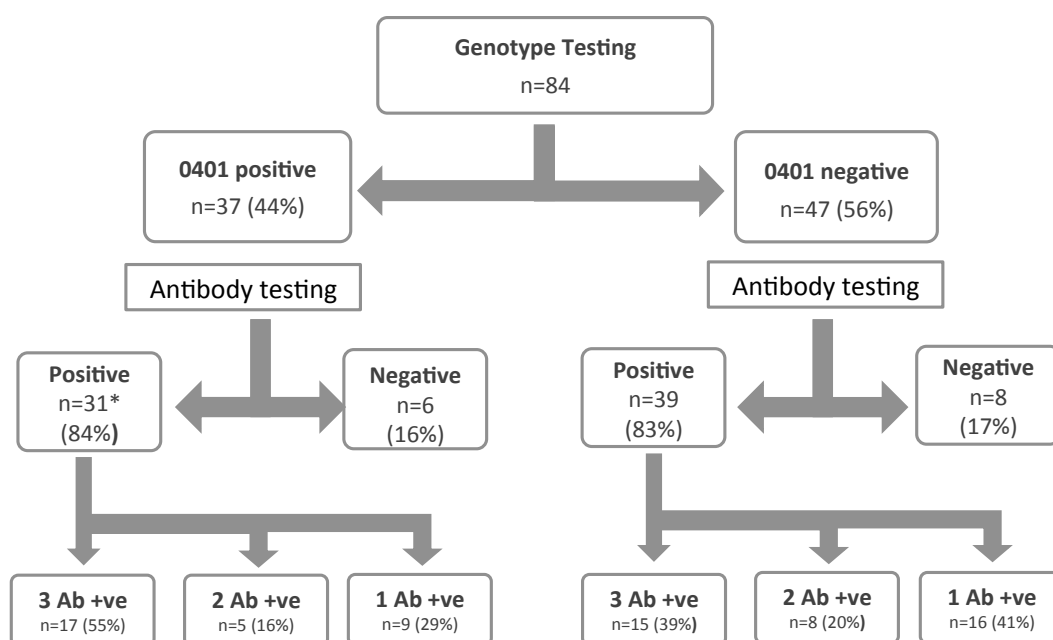 Genotype Testing
n=84
0401 positive
n=37 (44%)
0401 negative
n=47 (56%)
Antibody testing
Antibody testing
Positive
n=31*
(84%)
Negative
n=6
(16%)
Positive
n=39
(83%)
Negative
n=8
(17%)
3 Ab +ve
n=17 (55%)
2 Ab +ve
n=5 (16%)
1 Ab +ve
n=9 (29%)
3 Ab +ve
n=15 (39%)
2 Ab +ve
n=8 (20%)
1 Ab +ve
n=16 (41%)